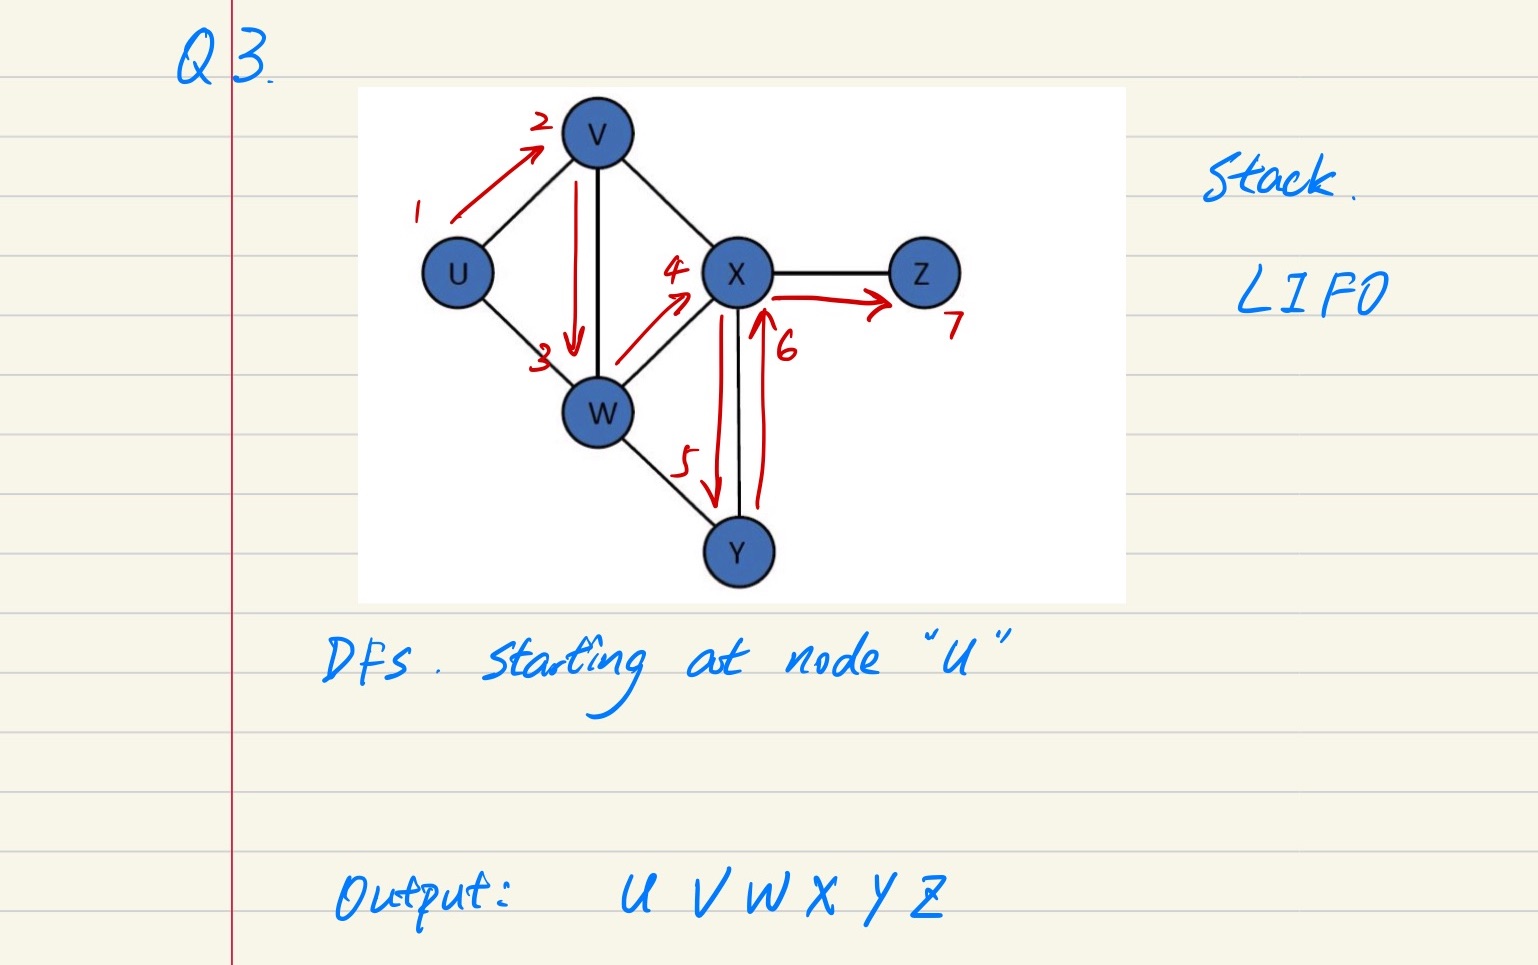 Q3.
2 V
1
U 4 X Z
Stack.
LIFO
3 6 7
W
5
Y
DFS. Starting at node "U"
Output: U V W X Y Z